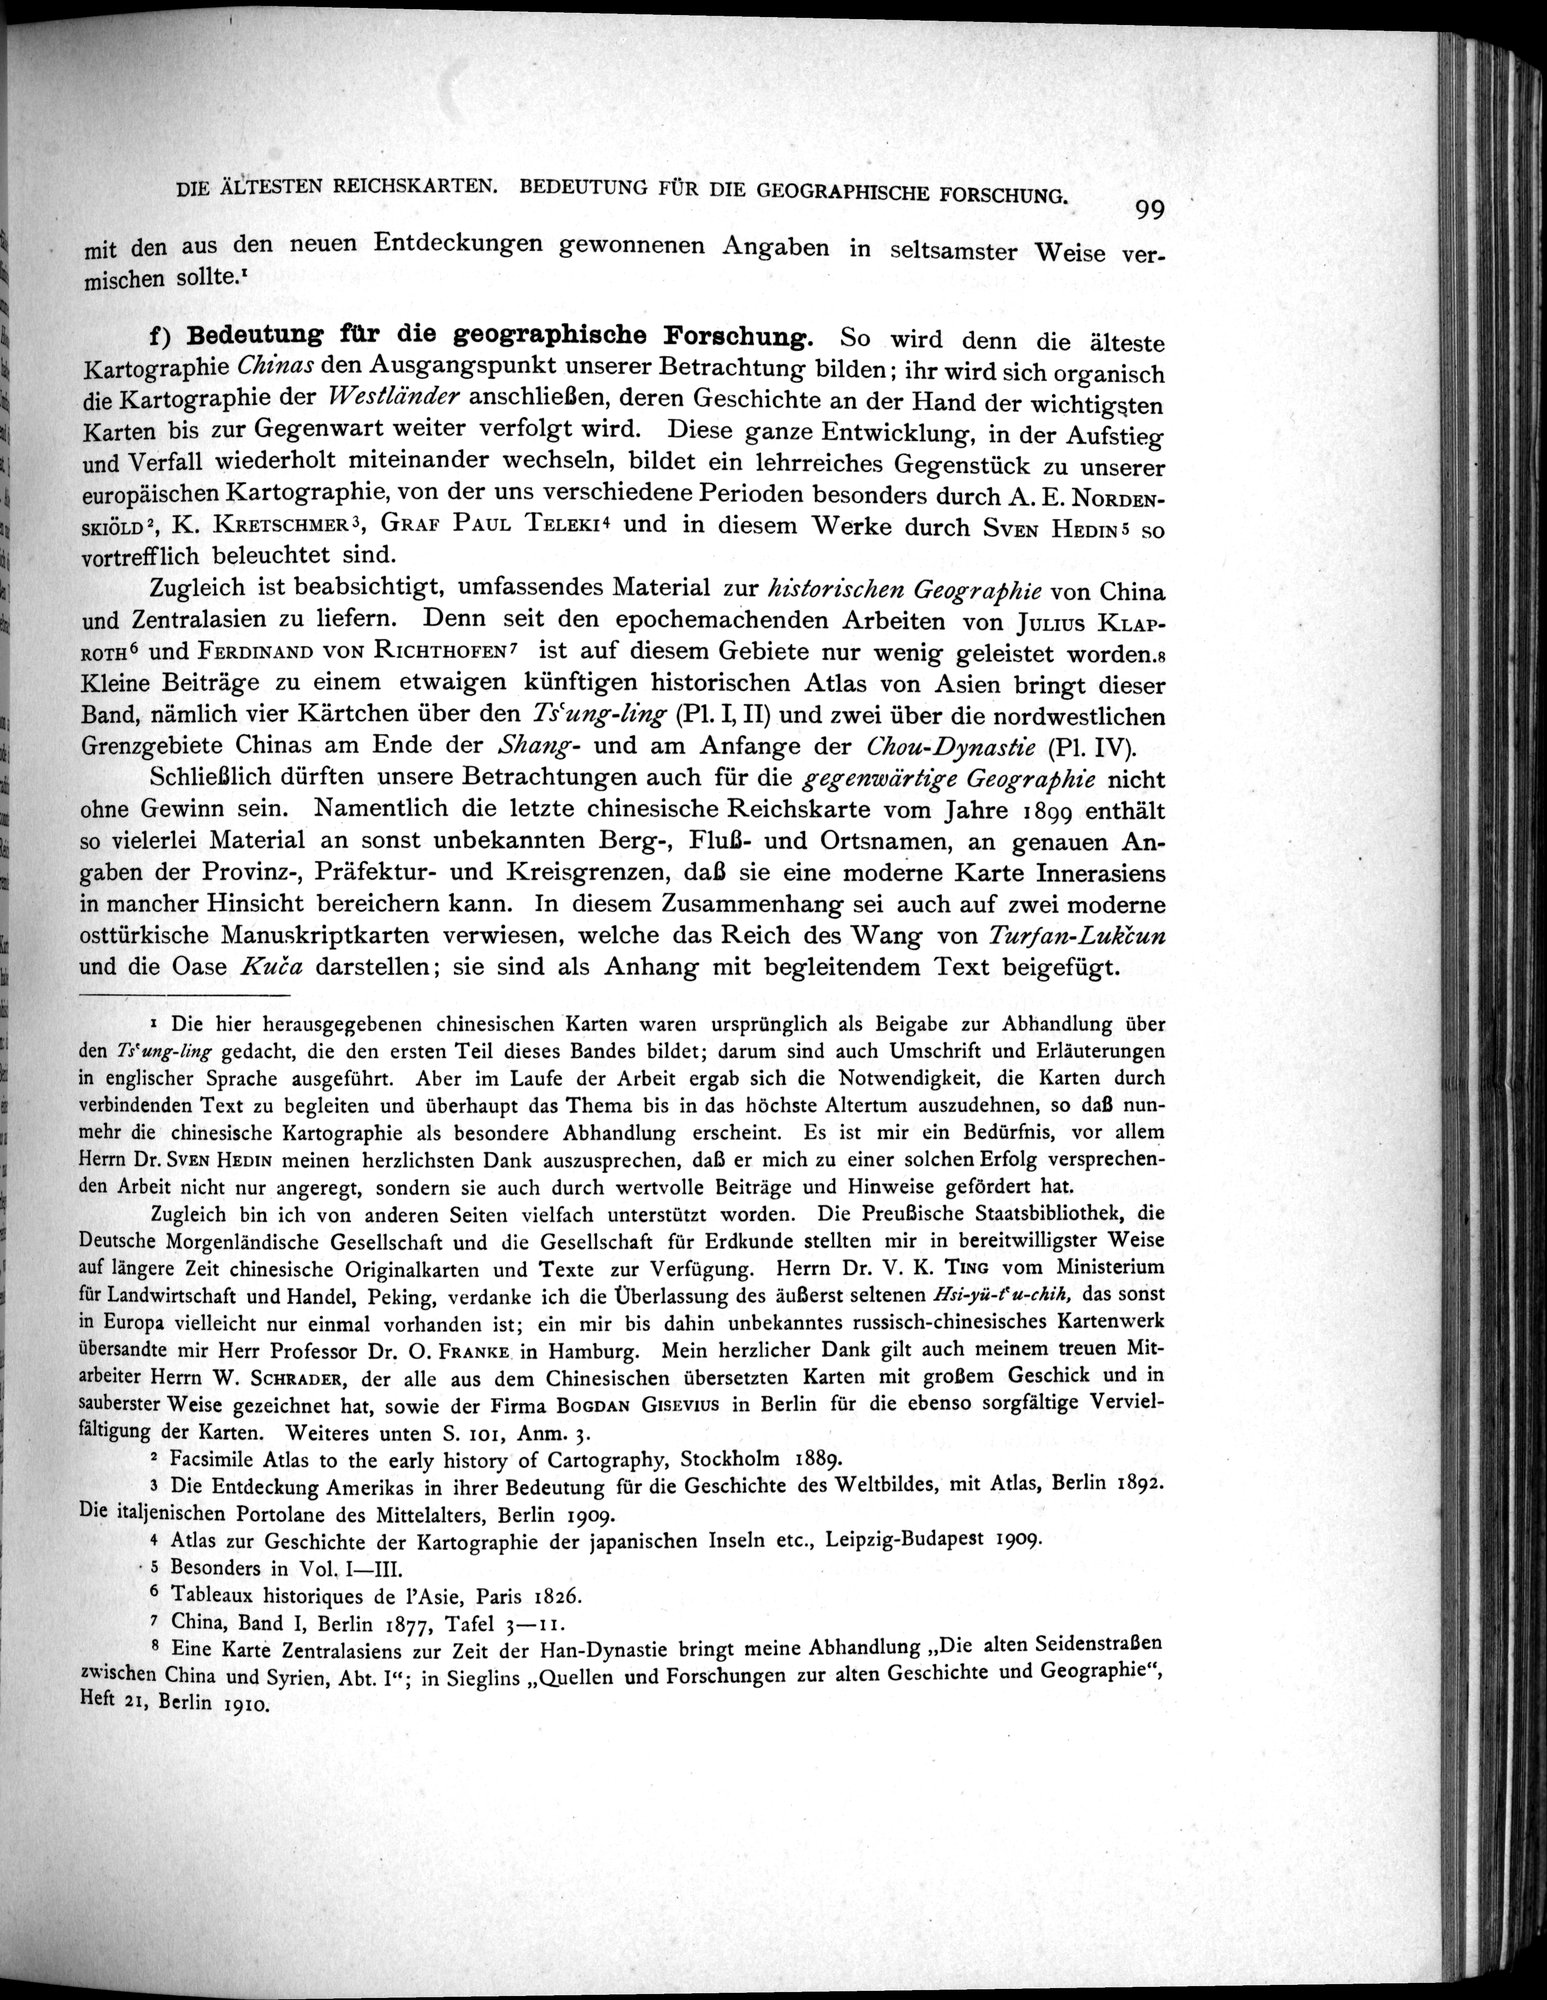 DIE ÄLTESTEN REICHSKARTEN. BEDEUTUNG FÜR DIE GEOGRAPHISCHE FORSCHUNG. 99
mit den aus den neuen Entdeckungen gewonnenen Angaben in seltsamster Weise ver-
mischen sollte.¹
f) Bedeutung für die geographische Forschung. So wird denn die älteste
Kartographie Chinas den Ausgangspunkt unserer Betrachtung bilden; ihr wird sich organisch
die Kartographie der Westländer anschließen, deren Geschichte an der Hand der wichtigsten
Karten bis zur Gegenwart weiter verfolgt wird. Diese ganze Entwicklung, in der Aufstieg
und Verfall wiederholt miteinander wechseln, bildet ein lehrreiches Gegenstück zu unserer
europäischen Kartographie, von der uns verschiedene Perioden besonders durch A. E. NORDEN-
SKIÖLD², K. KRETSCHMER³, GRAF PAUL TELEKI⁴ und in diesem Werke durch SVEN HEDIN⁵ so
vortrefflich beleuchtet sind.
Zugleich ist beabsichtigt, umfassendes Material zur historischen Geographie von China
und Zentralasien zu liefern. Denn seit den epochemachenden Arbeiten von JULIUS KLAP-
ROTH⁶ und FERDINAND VON RICHTHOFEN⁷ ist auf diesem Gebiete nur wenig geleistet worden.⁸
Kleine Beiträge zu einem etwaigen künftigen historischen Atlas von Asien bringt dieser
Band, nämlich vier Kärtchen über den Tsʿung-ling (Pl. I, II) und zwei über die nordwestlichen
Grenzgebiete Chinas am Ende der Shang- und am Anfange der Chou-Dynastie (Pl. IV).
Schließlich dürften unsere Betrachtungen auch für die gegenwärtige Geographie nicht
ohne Gewinn sein. Namentlich die letzte chinesische Reichskarte vom Jahre 1899 enthält
so vielerlei Material an sonst unbekannten Berg-, Fluß- und Ortsnamen, an genauen An-
gaben der Provinz-, Präfektur- und Kreisgrenzen, daß sie eine moderne Karte Innerasiens
in mancher Hinsicht bereichern kann. In diesem Zusammenhang sei auch auf zwei moderne
osttürkische Manuskriptkarten verwiesen, welche das Reich des Wang von Turfan-Lukčun
und die Oase Kuča darstellen; sie sind als Anhang mit begleitendem Text beigefügt.
¹ Die hier herausgegebenen chinesischen Karten waren ursprünglich als Beigabe zur Abhandlung über
den Tsʿung-ling gedacht, die den ersten Teil dieses Bandes bildet; darum sind auch Umschrift und Erläuterungen
in englischer Sprache ausgeführt. Aber im Laufe der Arbeit ergab sich die Notwendigkeit, die Karten durch
verbindenden Text zu begleiten und überhaupt das Thema bis in das höchste Altertum auszudehnen, so daß nun-
mehr die chinesische Kartographie als besondere Abhandlung erscheint. Es ist mir ein Bedürfnis, vor allem
Herrn Dr. SVEN HEDIN meinen herzlichsten Dank auszusprechen, daß er mich zu einer solchen Erfolg versprechen-
den Arbeit nicht nur angeregt, sondern sie auch durch wertvolle Beiträge und Hinweise gefördert hat.
Zugleich bin ich von anderen Seiten vielfach unterstützt worden. Die Preußische Staatsbibliothek, die
Deutsche Morgenländische Gesellschaft und die Gesellschaft für Erdkunde stellten mir in bereitwilligster Weise
auf längere Zeit chinesische Originalkarten und Texte zur Verfügung. Herrn Dr. V. K. TING vom Ministerium
für Landwirtschaft und Handel, Peking, verdanke ich die Überlassung des äußerst seltenen Hsi-yü-tʿu-chih, das sonst
in Europa vielleicht nur einmal vorhanden ist; ein mir bis dahin unbekanntes russisch-chinesisches Kartenwerk
übersandte mir Herr Professor Dr. O. FRANKE in Hamburg. Mein herzlicher Dank gilt auch meinem treuen Mit-
arbeiter Herrn W. SCHRADER, der alle aus dem Chinesischen übersetzten Karten mit großem Geschick und in
sauberster Weise gezeichnet hat, sowie der Firma BOGDAN GISEVIUS in Berlin für die ebenso sorgfältige Verviel-
fältigung der Karten. Weiteres unten S. 101, Anm. 3.
² Facsimile Atlas to the early history of Cartography, Stockholm 1889.
³ Die Entdeckung Amerikas in ihrer Bedeutung für die Geschichte des Weltbildes, mit Atlas, Berlin 1892.
Die italjenischen Portolane des Mittelalters, Berlin 1909.
⁴ Atlas zur Geschichte der Kartographie der japanischen Inseln etc., Leipzig-Budapest 1909.
⁵ Besonders in Vol. I—III.
⁶ Tableaux historiques de l'Asie, Paris 1826.
⁷ China, Band I, Berlin 1877, Tafel 3—11.
⁸ Eine Karte Zentralasiens zur Zeit der Han-Dynastie bringt meine Abhandlung „Die alten Seidenstraßen
zwischen China und Syrien, Abt. I“; in Sieglins „Quellen und Forschungen zur alten Geschichte und Geographie“,
Heft 21, Berlin 1910.